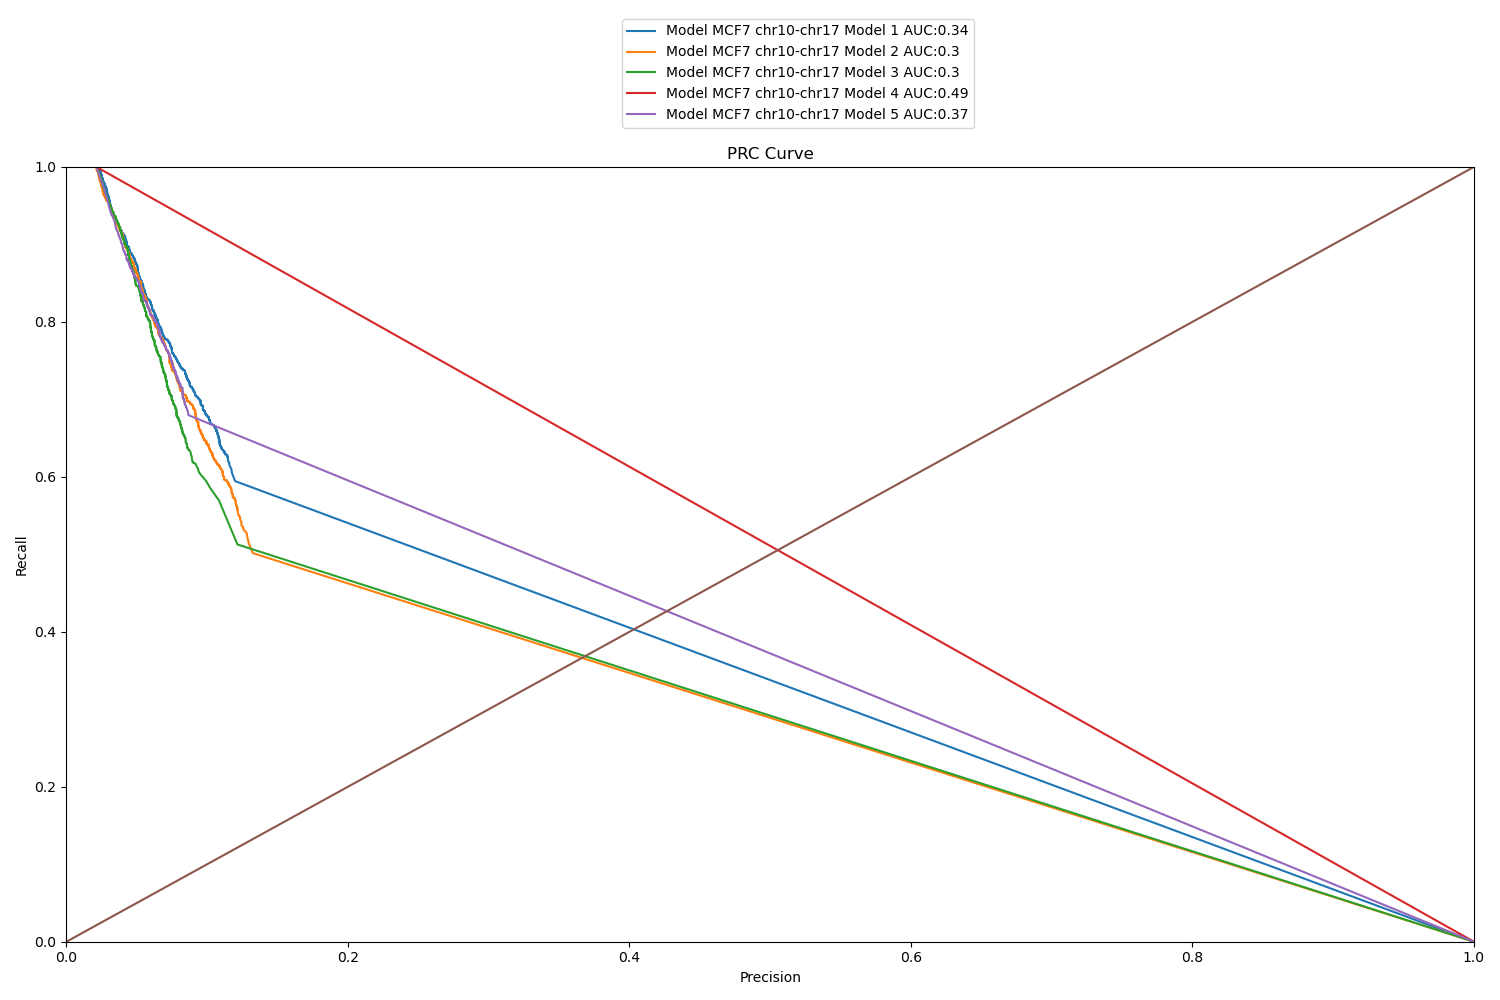 Model MCF7 chr10-chr17 Model 1 AUC:0.34
Model MCF7 chr10-chr17 Model 2 AUC:0.3
Model MCF7 chr10-chr17 Model 3 AUC:0.3
Model MCF7 chr10-chr17 Model 4 AUC:0.49
Model MCF7 chr10-chr17 Model 5 AUC:0.37
PRC Curve
1.0
0.8
0.6
0.4
0.2
0.0
Recall
0.0 0.2 0.4 0.6 0.8 1.0
Precision